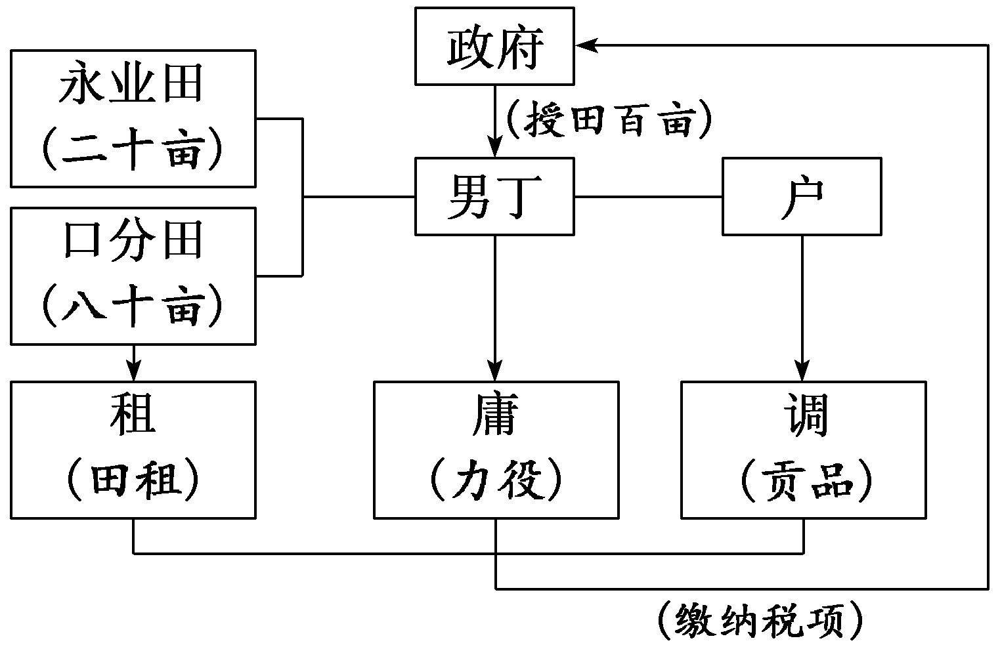 政府
(授田百亩)
永业田
(二十亩)
男丁
户
口分田
(八十亩)
租
(田租)
庸
(力役)
调
(贡品)
(缴纳税项)